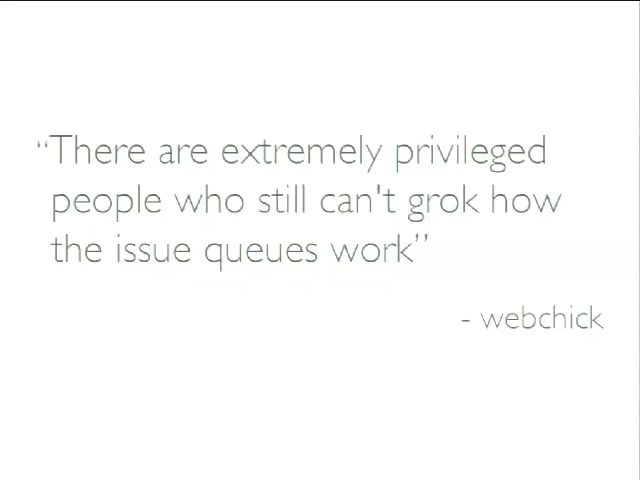 “There are extremely privileged
people who still can't grok how
the issue queues work”
- webchick